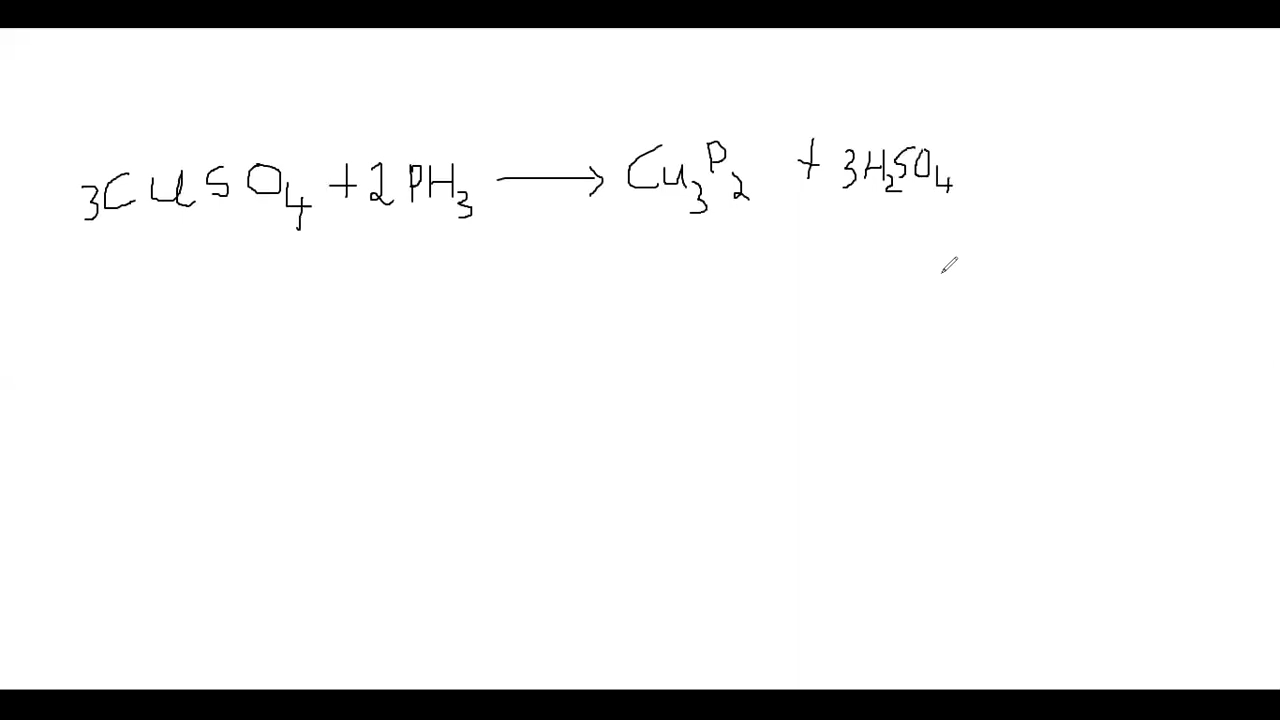 3CuSO4 + 2PH3 ⟶ Cu3P2 + 3H2SO4